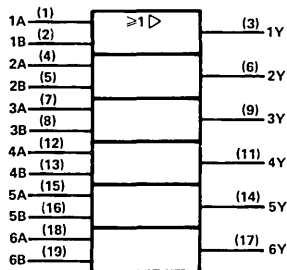 ≥1 ▷
1A (1)
1B (2)
(3) 1Y
2A (4)
2B (5)
(6) 2Y
3A (7)
3B (8)
(9) 3Y
4A (12)
4B (13)
(11) 4Y
5A (15)
5B (16)
(14) 5Y
6A (18)
6B (19)
(17) 6Y